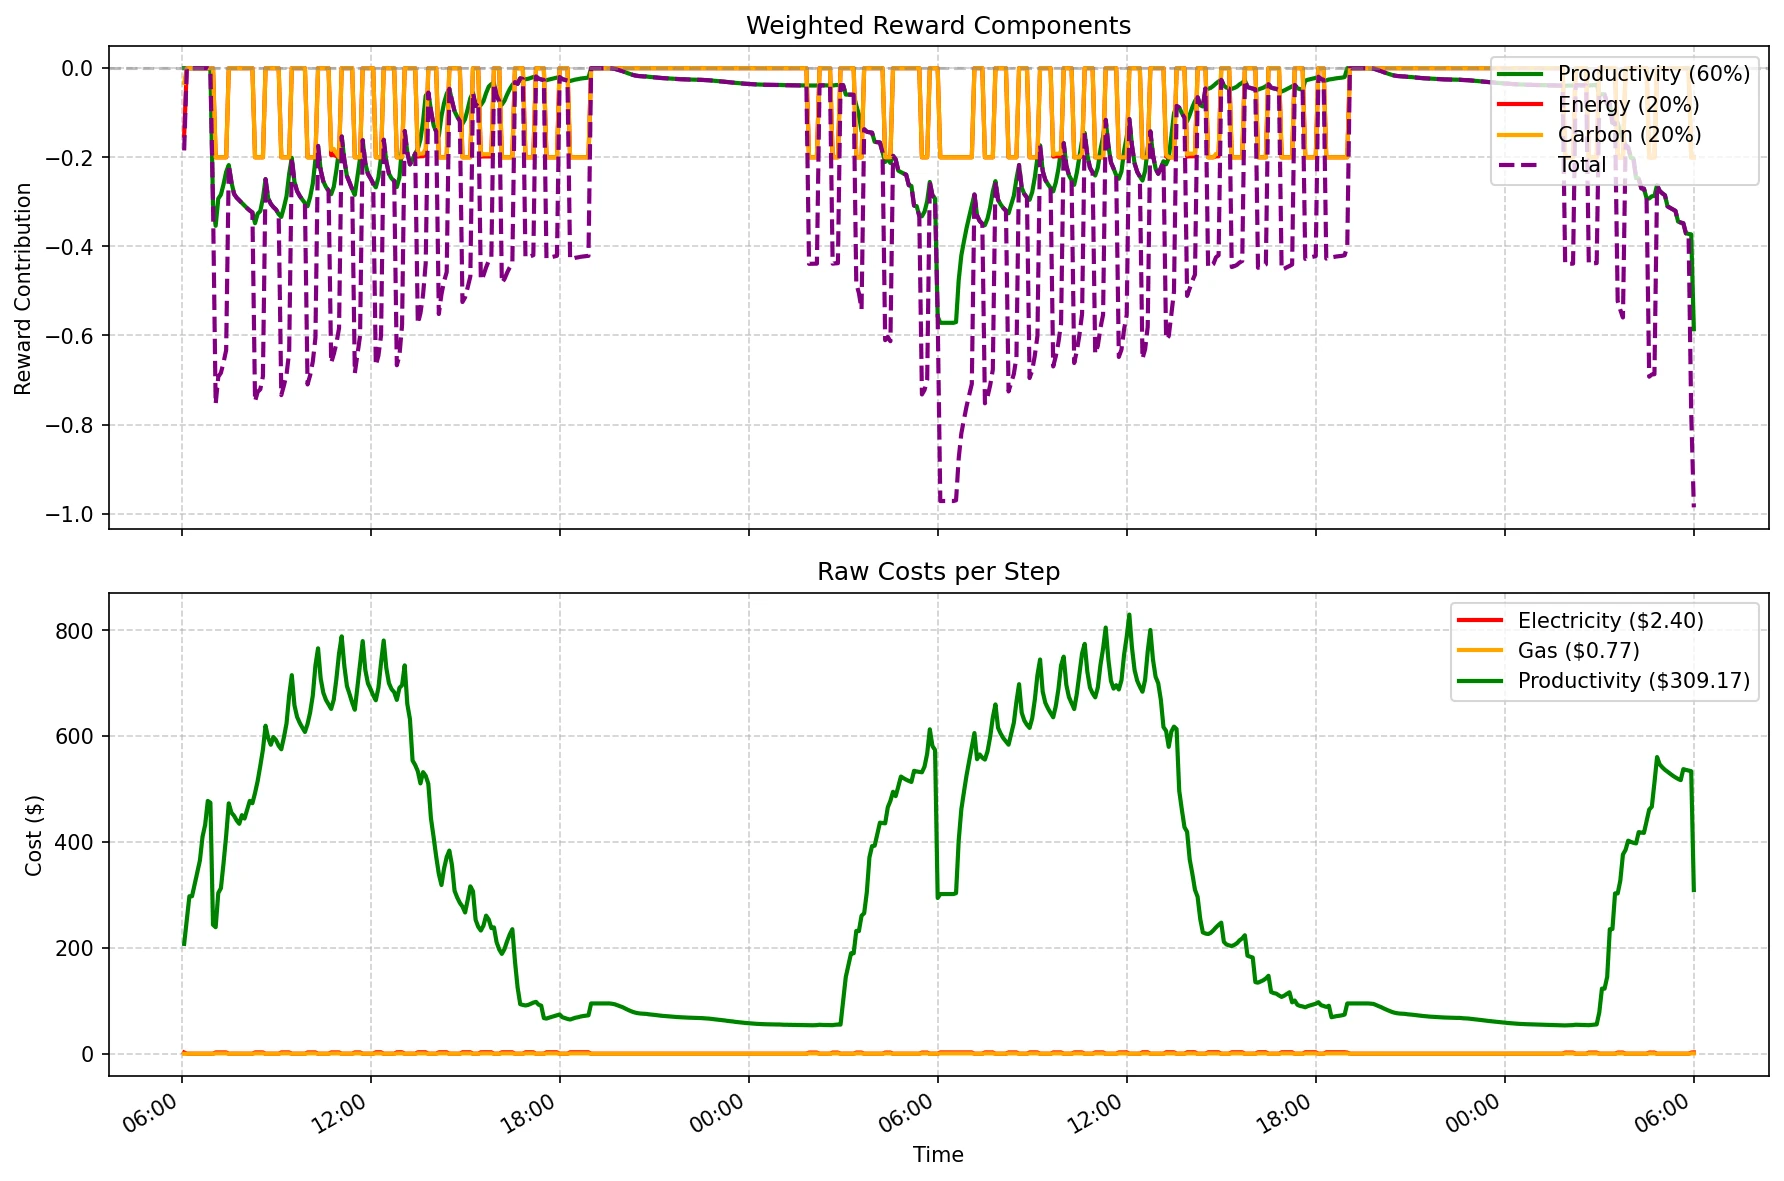 Weighted Reward Components
0.0
−0.2
−0.4
−0.6
−0.8
−1.0
Reward Contribution
Productivity (60%)
Energy (20%)
Carbon (20%)
Total
Raw Costs per Step
800
600
400
200
0
Cost ($)
Electricity ($2.40)
Gas ($0.77)
Productivity ($309.17)
06:00
12:00
18:00
00:00
06:00
12:00
18:00
00:00
06:00
Time